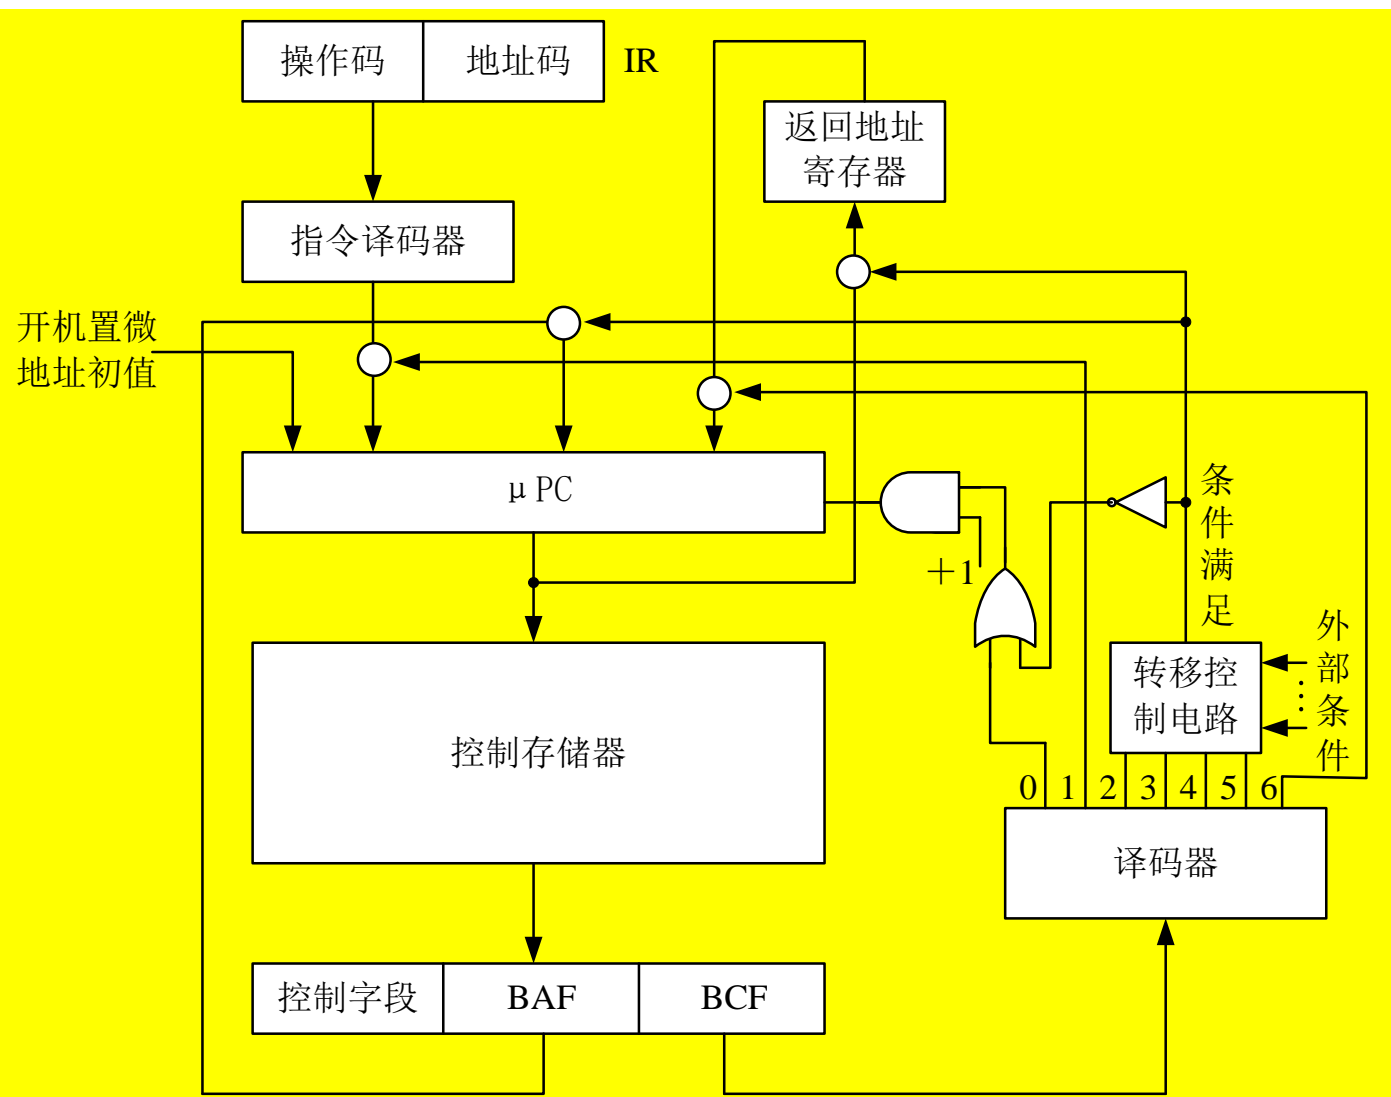 操作码
地址码
IR
返回地址
寄存器
指令译码器
开机置微
地址初值
μPC
+1
条件满足
外部条件
转移控
制电路
控制存储器
0 1 2 3 4 5 6
译码器
控制字段
BAF
BCF